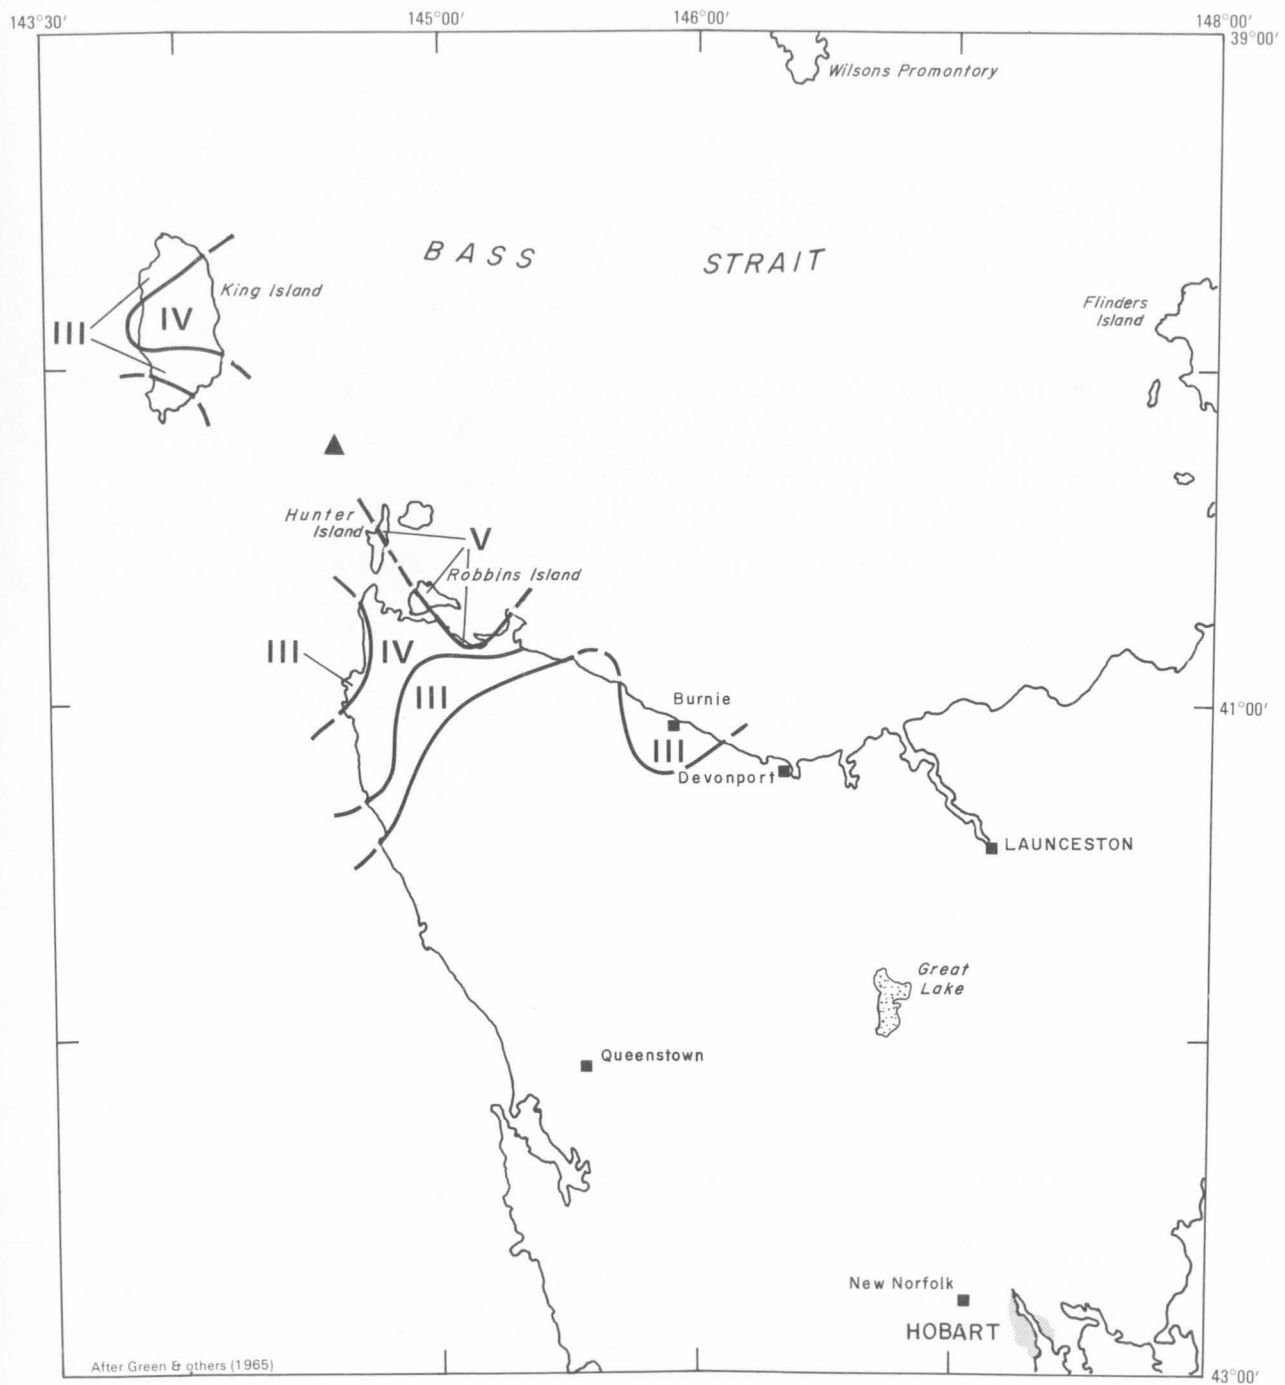 143°30'
145°00'
146°00'
148°00'
39°00'
Wilsons Promontory
BASS STRAIT
King Island
IV
III
Flinders
Island
Hunter
Island
V
Robbins Island
III
IV
III
Burnie
41°00'
III
Devonport
LAUNCESTON
Great
Lake
Queenstown
New Norfolk
HOBART
After Green & others (1965)
43°00'